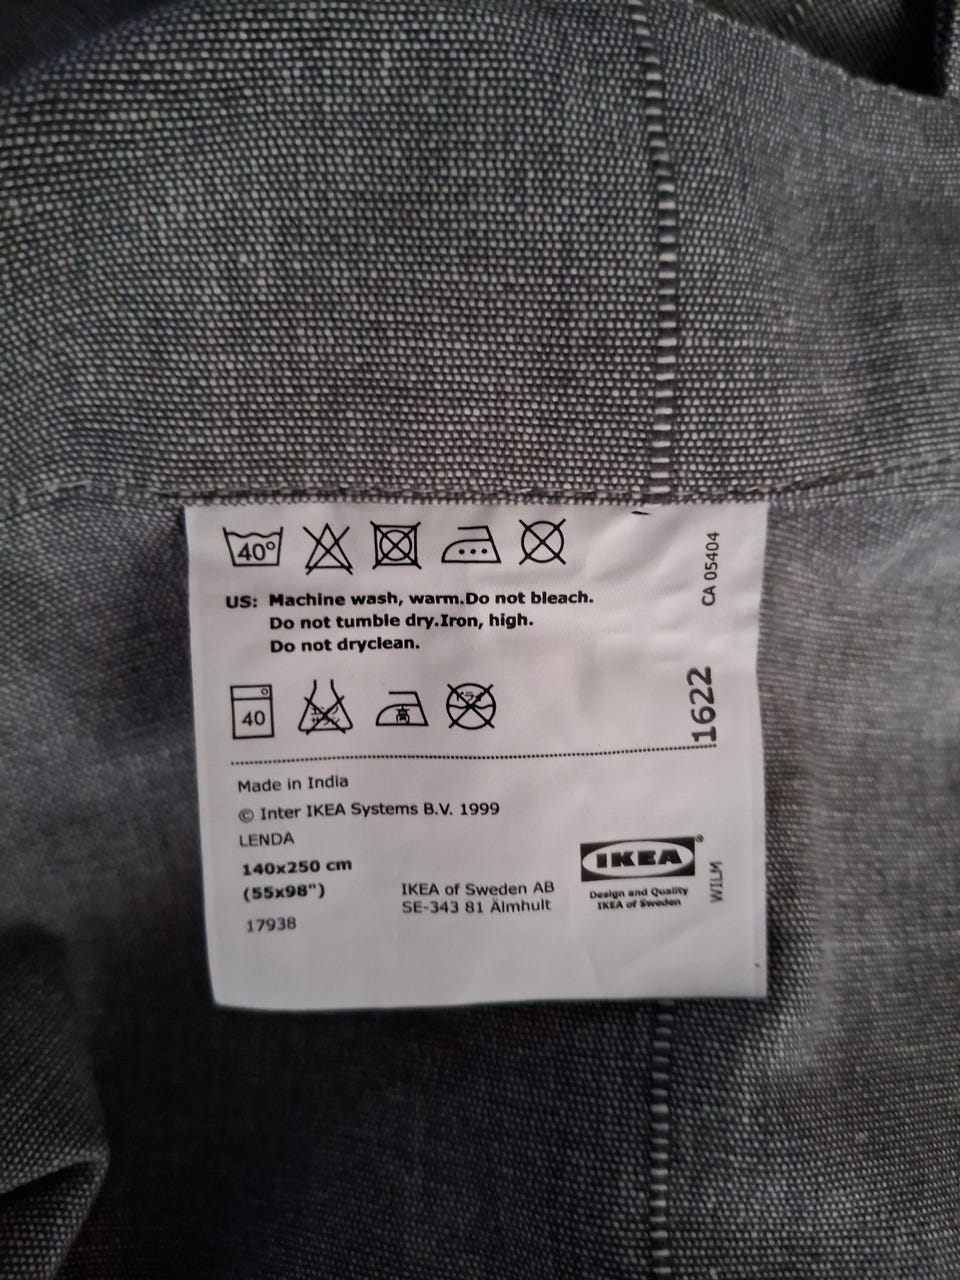 40°
US: Machine wash, warm.Do not bleach.
Do not tumble dry.Iron, high.
Do not dryclean.
40
高
Made in India
© Inter IKEA Systems B.V. 1999
LENDA
140x250 cm
(55x98")
17938
IKEA of Sweden AB
SE-343 81 Älmhult
IKEA®
Design and Quality
IKEA of Sweden
CA 05404
1622
WILM